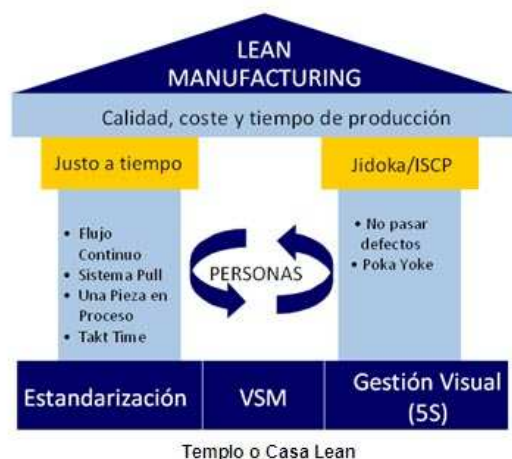 LEAN
MANUFACTURING
Calidad, coste y tiempo de producción
Justo a tiempo
Jidoka/ISCP
• Flujo
Continuo
• Sistema Pull
• Una Pieza en
Proceso
• Takt Time
PERSONAS
• No pasar
defectos
• Poka Yoke
Estandarización
VSM
Gestión Visual
(5S)
Templo o Casa Lean